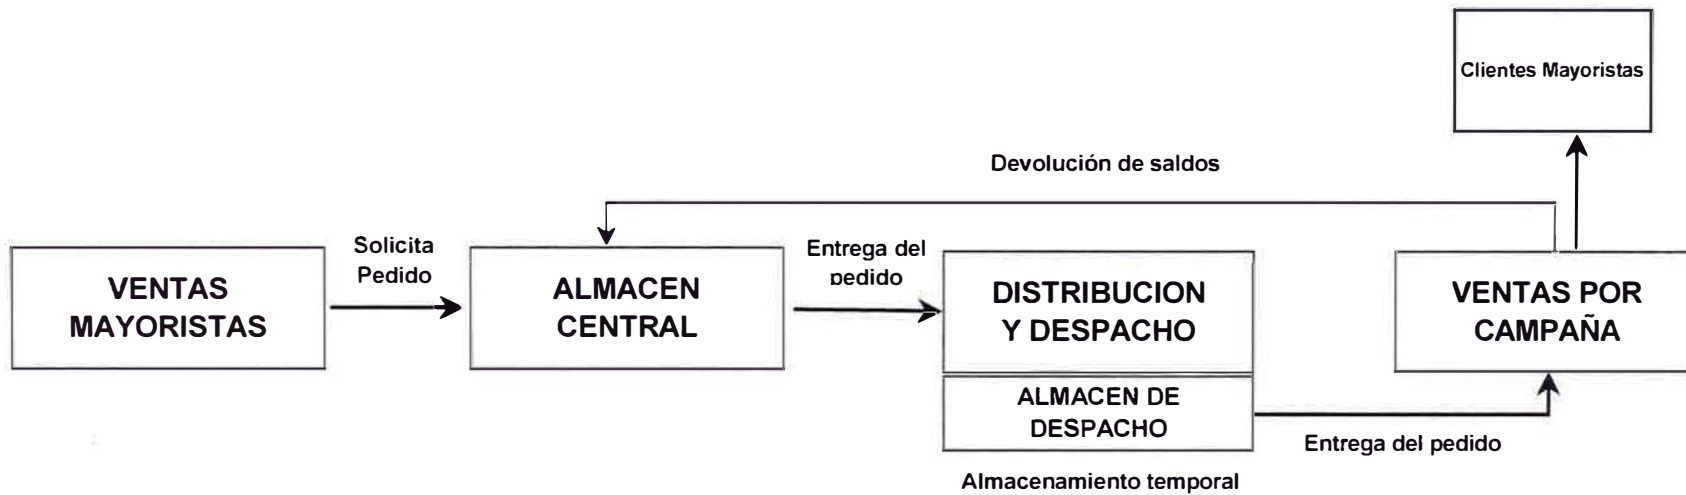 Clientes Mayoristas
Devolución de saldos
Solicita
Pedido
Entrega del
pedido
VENTAS
MAYORISTAS
ALMACEN
CENTRAL
DISTRIBUCION
Y DESPACHO
VENTAS POR
CAMPAÑA
ALMACEN DE
DESPACHO
Entrega del pedido
Almacenamiento temporal